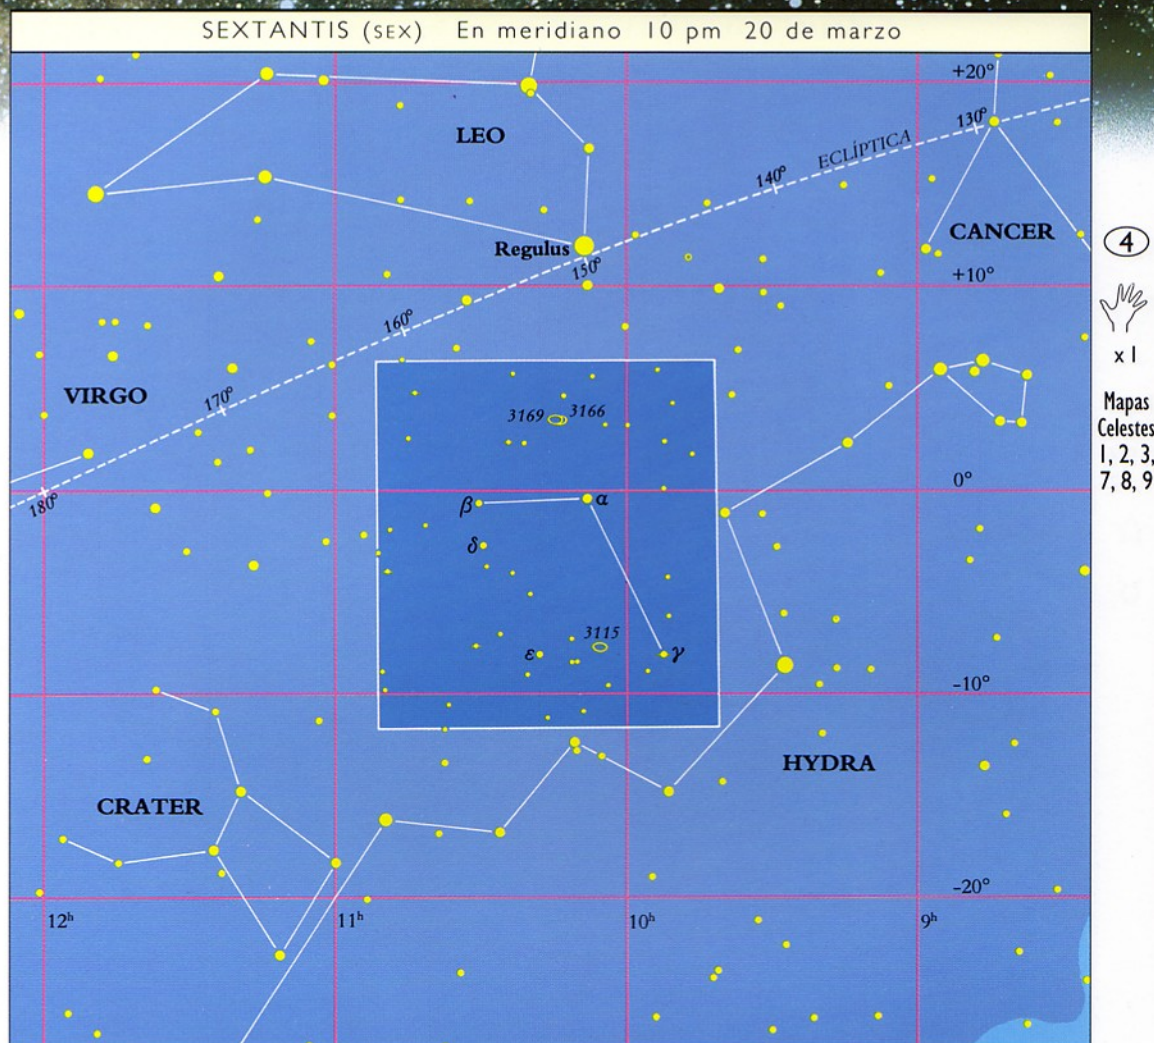 SEXTANTIS (SEX) En meridiano 10 pm 20 de marzo
+20°
130°
LEO
ECLÍPTICA
140°
CANCER
4
Regulus
150°
+10°
160°
x 1
VIRGO
170°
Mapas
Celestes
1, 2, 3,
7, 8, 9
3169 3166
0°
180°
β α
δ
3115
ε γ
-10°
HYDRA
CRATER
-20°
12h 11h 10h 9h